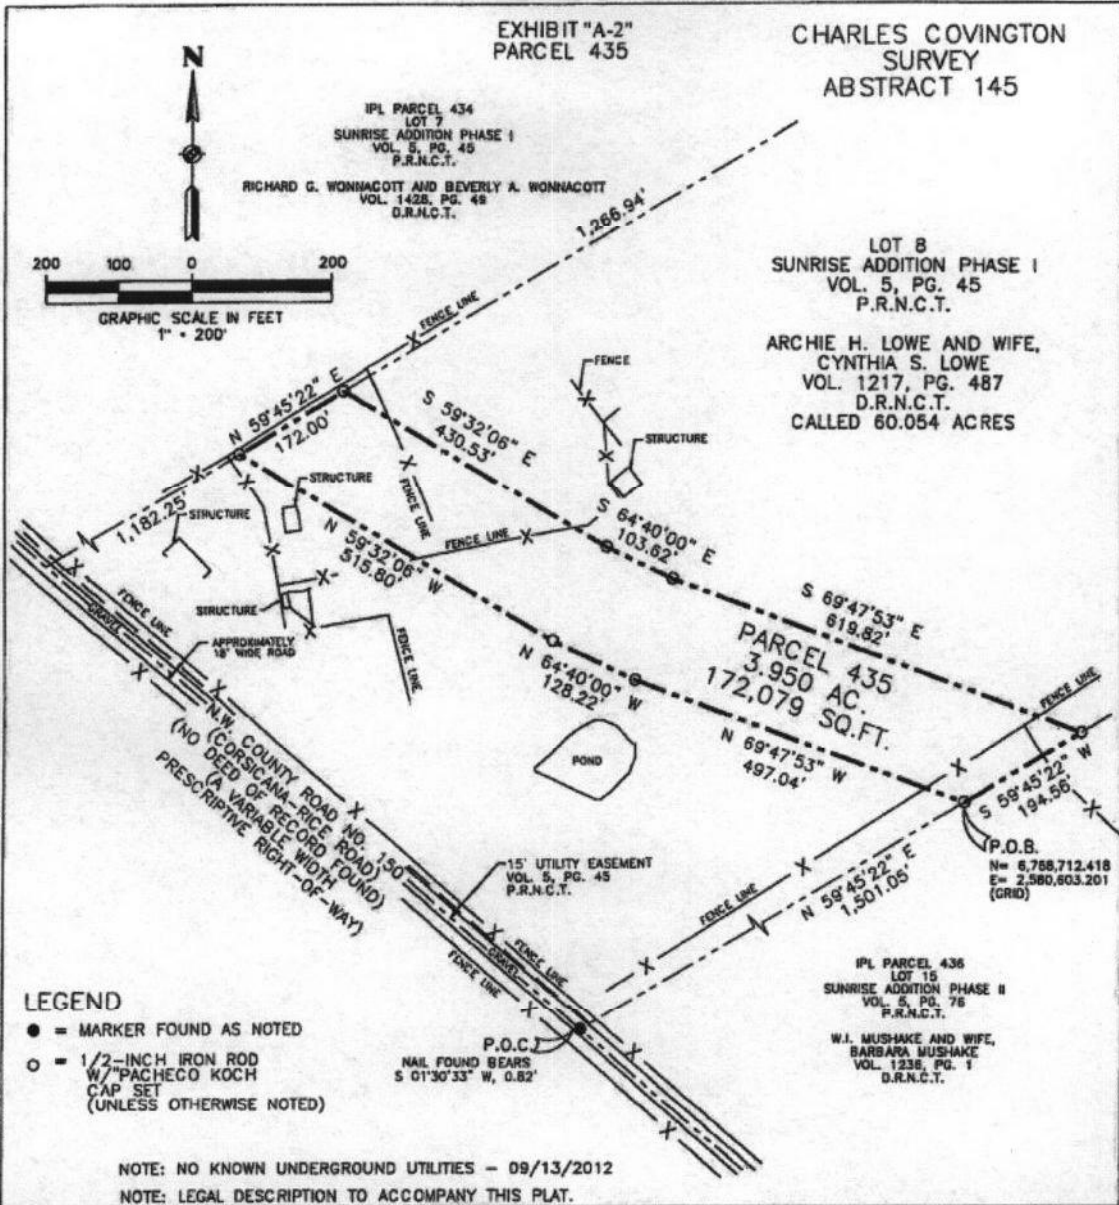 EXHIBIT "A-2"
PARCEL 435
CHARLES COVINGTON
SURVEY
ABSTRACT 145
N
IPL PARCEL 434
LOT 7
SUNRISE ADDITION PHASE I
VOL. 5, PG. 45
P.R.N.C.T.
RICHARD G. WONNACOTT AND BEVERLY A. WONNACOTT
VOL. 1428, PG. 49
D.R.N.C.T.
200 100 0 200
GRAPHIC SCALE IN FEET
1" = 200'
1,266.94'
LOT 8
SUNRISE ADDITION PHASE I
VOL. 5, PG. 45
P.R.N.C.T.
ARCHIE H. LOWE AND WIFE,
CYNTHIA S. LOWE
VOL. 1217, PG. 487
D.R.N.C.T.
CALLED 60.054 ACRES
FENCE LINE
N 59°45'22" E
172.00'
S 59°32'06" E
430.53'
FENCE
STRUCTURE
STRUCTURE
FENCE LINE
1,182.25'
STRUCTURE
N 59°32'06" W
515.80'
FENCE LINE
S 64°40'00" E
103.62'
S 69°47'53" E
619.82'
STRUCTURE
FENCE LINE
FENCE LINE
GRAVEL
APPROXIMATELY
18' WIDE ROAD
N 64°40'00" W
128.22'
PARCEL 435
3.950 AC.
172,079 SQ.FT.
FENCE LINE
N 69°47'53" W
497.04'
POND
S 59°45'22" W
194.56'
N.W. COUNTY ROAD NO. 150
(CORSICANA-RICE ROAD)
(NO DEED OF RECORD FOUND)
(A VARIABLE WIDTH
PRESCRIPTIVE RIGHT-OF-WAY)
P.O.B.
N= 6,768,712.418
E= 2,580,603.201
(GRID)
15' UTILITY EASEMENT
VOL. 5, PG. 45
P.R.N.C.T.
FENCE LINE
N 59°45'22" E
1,501.05'
FENCE LINE
GRAVEL
FENCE LINE
IPL PARCEL 436
LOT 15
SUNRISE ADDITION PHASE II
VOL. 5, PG. 76
P.R.N.C.T.
W.I. MUSHAKE AND WIFE,
BARBARA MUSHAKE
VOL. 1236, PG. 1
D.R.N.C.T.
P.O.C.
NAIL FOUND BEARS
S 01°30'33" W, 0.82'
LEGEND
● = MARKER FOUND AS NOTED
○ = 1/2-INCH IRON ROD
W/"PACHECO KOCH
CAP SET
(UNLESS OTHERWISE NOTED)
NOTE: NO KNOWN UNDERGROUND UTILITIES - 09/13/2012
NOTE: LEGAL DESCRIPTION TO ACCOMPANY THIS PLAT.